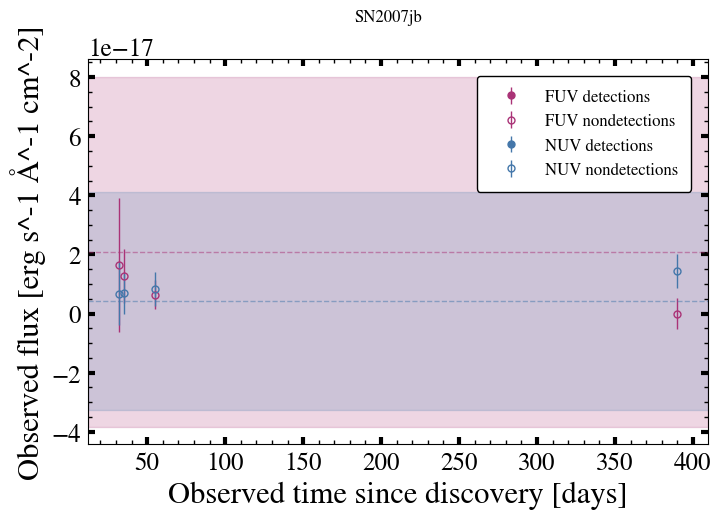 SN2007jb
1e−17
8
6
4
2
0
−2
−4
Observed flux [erg s^-1 Å^-1 cm^-2]
FUV detections
FUV nondetections
NUV detections
NUV nondetections
50 100 150 200 250 300 350 400
Observed time since discovery [days]